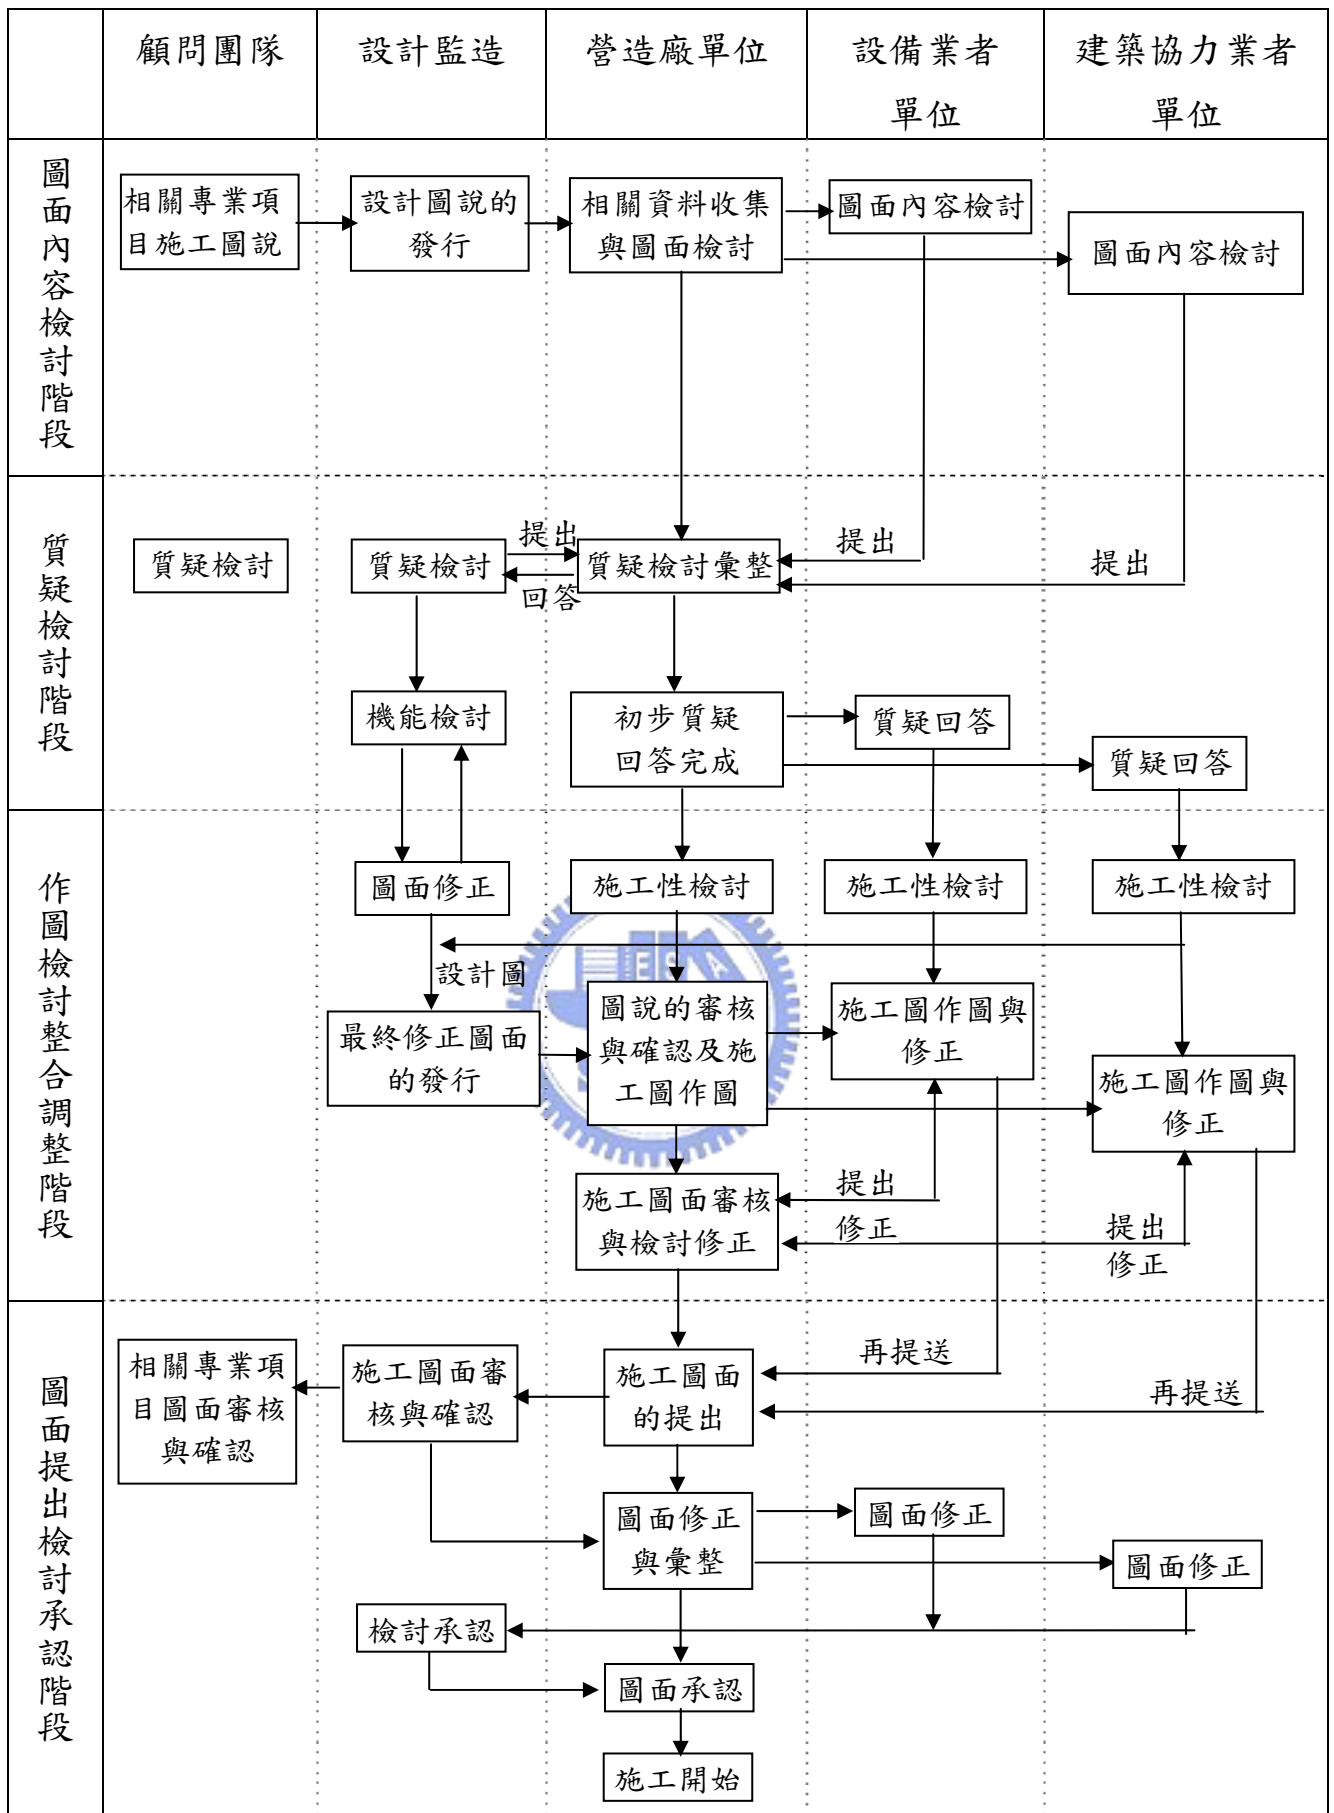 顧問團隊
設計監造
營造廠單位
設備業者
單位
建築協力業者
單位
圖面內容檢討階段
相關專業項
目施工圖說
設計圖說的
發行
相關資料收集
與圖面檢討
圖面內容檢討
圖面內容檢討
質疑檢討階段
質疑檢討
質疑檢討
提出
回答
質疑檢討彙整
提出
提出
機能檢討
初步質疑
回答完成
質疑回答
質疑回答
作圖檢討整合調整階段
圖面修正
施工性檢討
施工性檢討
施工性檢討
設計圖
最終修正圖面
的發行
圖說的審核
與確認及施
工圖作圖
施工圖作圖與
修正
施工圖作圖與
修正
施工圖面審核
與檢討修正
提出
修正
提出
修正
圖面提出檢討承認階段
相關專業項
目圖面審核
與確認
施工圖面審
核與確認
施工圖面
的提出
再提送
再提送
圖面修正
與彙整
圖面修正
圖面修正
檢討承認
圖面承認
施工開始